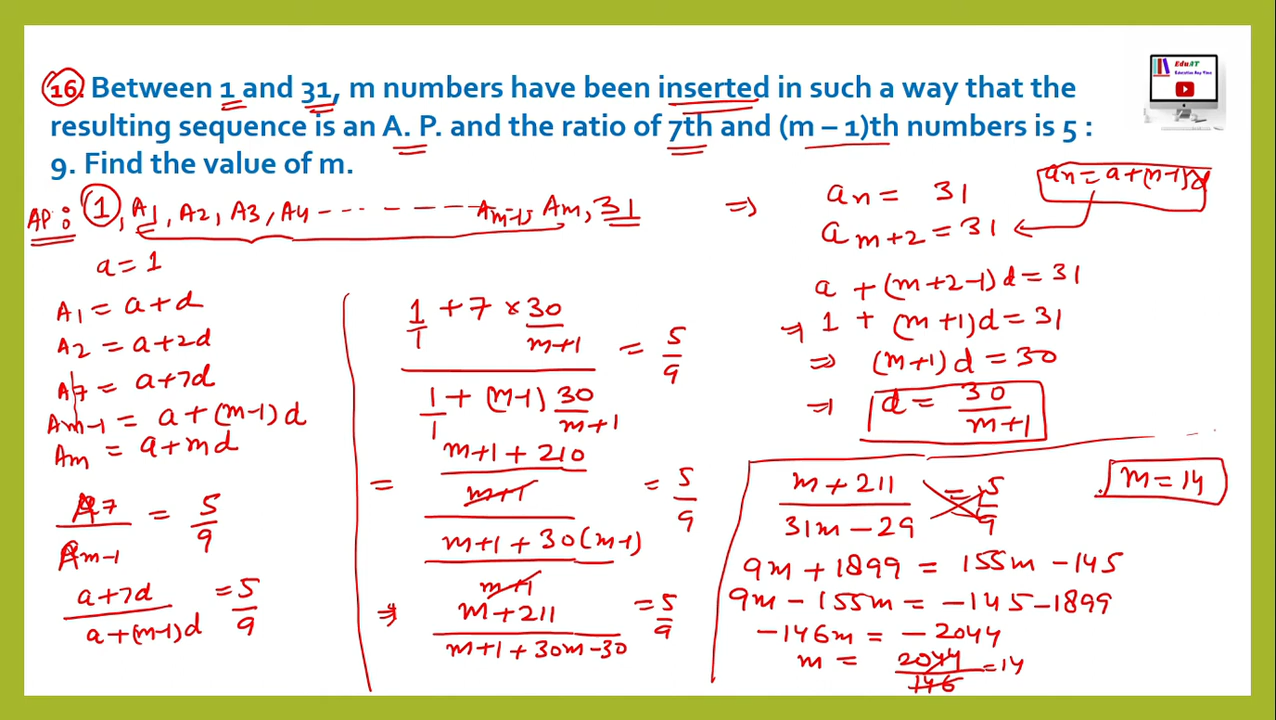 16. Between 1 and 31, m numbers have been inserted in such a way that the
resulting sequence is an A. P. and the ratio of 7th and (m – 1)th numbers is 5 :
9. Find the value of m.
EduAT
Education Any Time
AP: 1, A1, A2, A3, A4 ---------- Am-1, Am, 31
a = 1
A1 = a+d
A2 = a+2d
A7 = a+7d
Am-1 = a+(m-1)d
Am = a+md
A7/Am-1 = 5/9
(a+7d)/(a+(m-1)d) = 5/9
(1/1 + 7 × 30/(m+1))/(1/1 + (m-1) 30/(m+1)) = 5/9
= ((m+1+210)/(m+1))/((m+1+30(m-1))/(m+1)) = 5/9
⇒ (m+211)/(m+1+30m-30) = 5/9
⇒ an = 31
an = a+(n-1)d
am+2 = 31
a + (m+2-1)d = 31
⇒ 1 + (m+1)d = 31
⇒ (m+1)d = 30
⇒ d = 30/(m+1)
(m+211)/(31m-29) = 5/9
9m + 1899 = 155m - 145
9m - 155m = -145 - 1899
-146m = -2044
m = 2044/146 = 14
m = 14